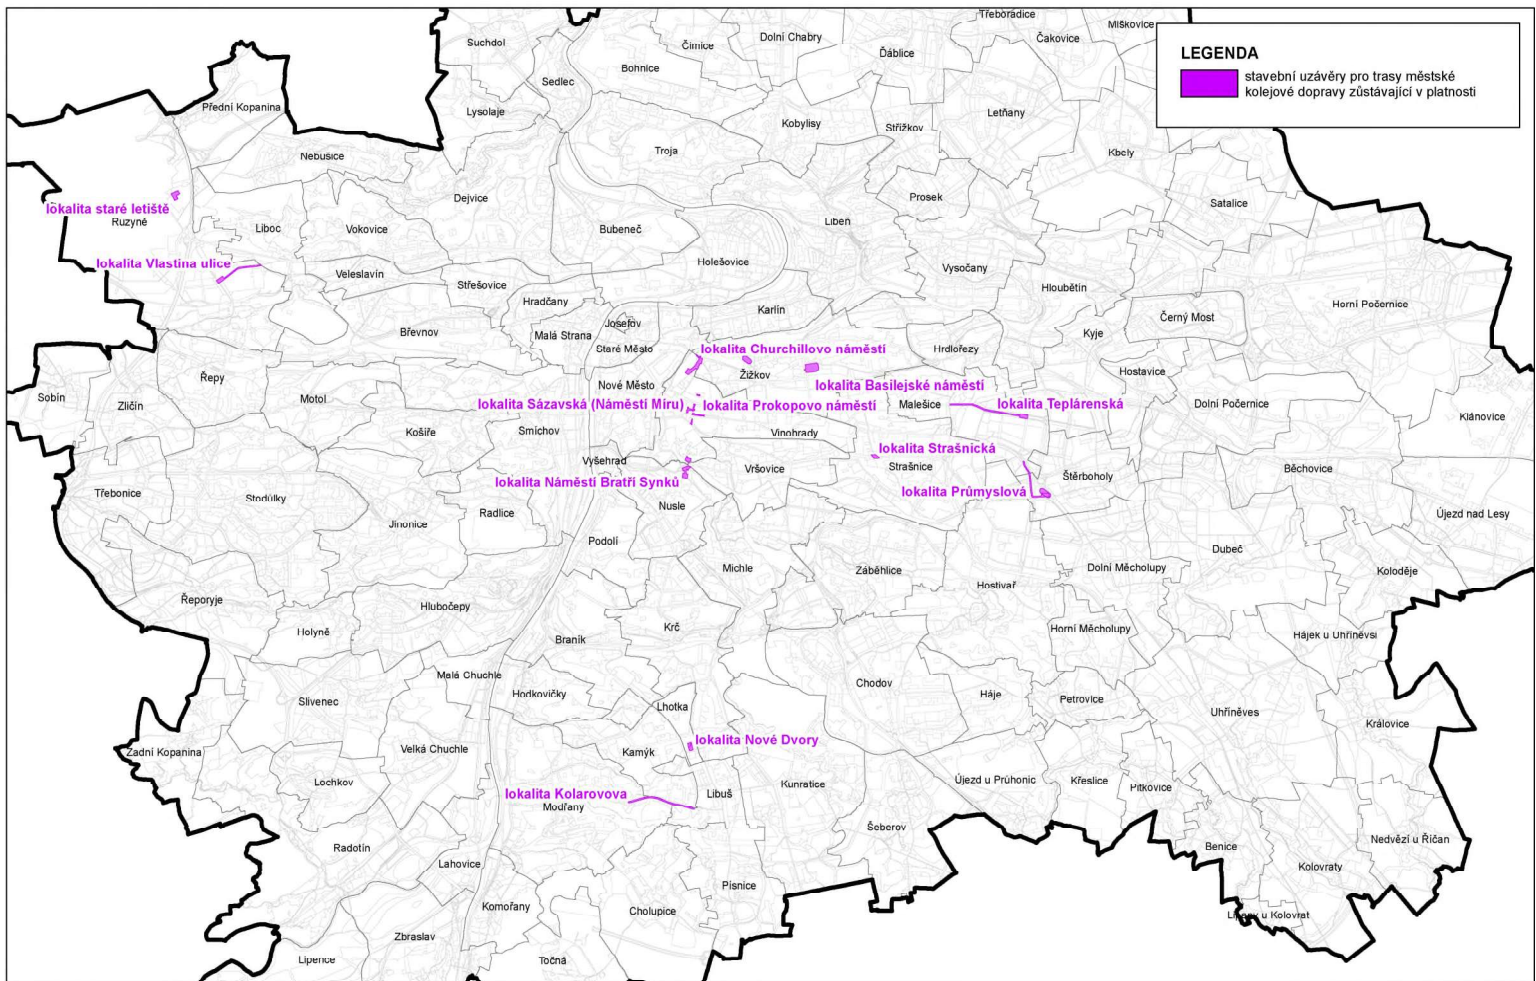 Třeboradice
Miškovice
Suchdol
Čimice
Dolní Chabry
Ďáblice
Čakovice
LEGENDA
stavební uzávěry pro trasy městské
kolejové dopravy zůstávající v platnosti
Sedlec
Bohnice
Přední Kopanina
Lysolaje
Kobylisy
Střížkov
Letňany
Nebušice
Troja
Kbely
Dejvice
Prosek
Satalice
lokalita staré letiště
Ruzyně
Liboc
Vokovice
Bubeneč
Libeň
lokalita Vlastina ulice
Veleslavín
Střešovice
Holešovice
Vysočany
Hloubětín
Hradčany
Karlín
Horní Počernice
Břevnov
Malá Strana
Josefov
Staré Město
Kyje
Černý Most
lokalita Churchillovo náměstí
Hrdlořezy
Řepy
Nové Město
Žižkov
lokalita Basilejské náměstí
Hostavice
Sobín
Zličín
Motol
lokalita Sázavská (Náměstí Míru)
lokalita Prokopovo náměstí
Malešice
lokalita Teplárenská
Dolní Počernice
Klánovice
Košíře
Smíchov
Vinohrady
lokalita Strašnická
Vyšehrad
Vršovice
Strašnice
Štěrboholy
Běchovice
lokalita Náměstí Bratří Synků
lokalita Průmyslová
Třebonice
Stodůlky
Jinonice
Radlice
Nusle
Újezd nad Lesy
Podolí
Michle
Záběhlice
Hostivař
Dolní Měcholupy
Dubeč
Koloděje
Řeporyje
Hlubočepy
Holyně
Braník
Krč
Horní Měcholupy
Hájek u Uhříněvsi
Malá Chuchle
Hodkovičky
Chodov
Háje
Petrovice
Slivenec
Lhotka
Uhříněves
Královice
Zadní Kopanina
Velká Chuchle
Kamýk
lokalita Nové Dvory
Lochkov
lokalita Kolarovova
Modřany
Libuš
Kunratice
Újezd u Průhonic
Křeslice
Pitkovice
Šeberov
Radotín
Lahovice
Benice
Nedvězí u Říčan
Kolovraty
Písnice
Komořany
Cholupice
Lipany u Kolovrat
Zbraslav
Lipence
Točná